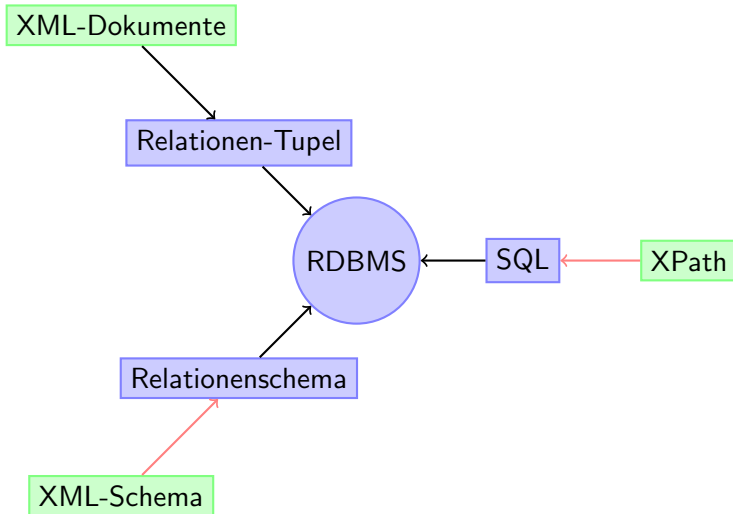 XML-Dokumente
Relationen-Tupel
RDBMS
SQL
XPath
Relationenschema
XML-Schema